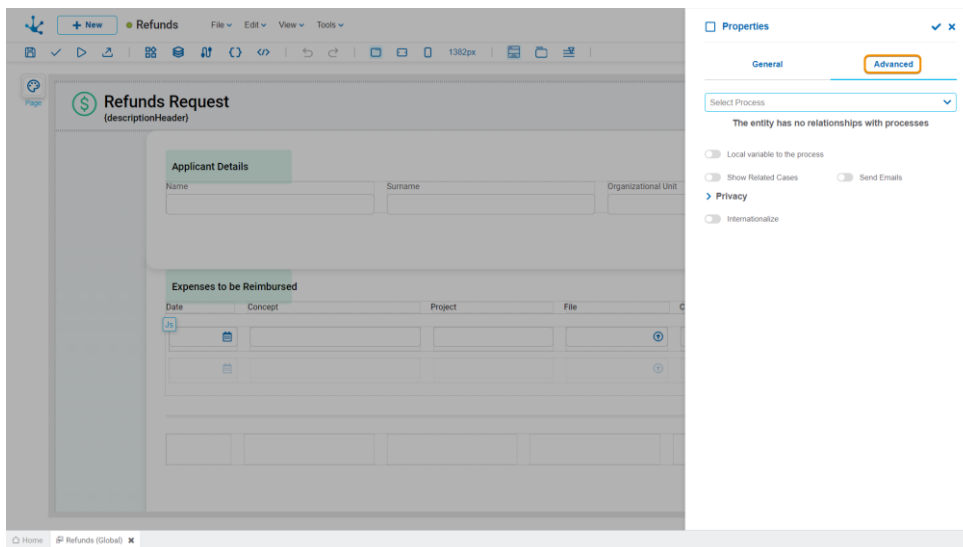 + New
Refunds
File
Edit
View
Tools
1382px
Page
Refunds Request
{descriptionHeader}
Applicant Details
Name
Surname
Organizational Unit
Expenses to be Reimbursed
Date
Concept
Project
File
C
Js
Properties
General
Advanced
Select Process
The entity has no relationships with processes
Local variable to the process
Show Related Cases
Send Emails
Privacy
Internationalize
Home
Refunds (Global)